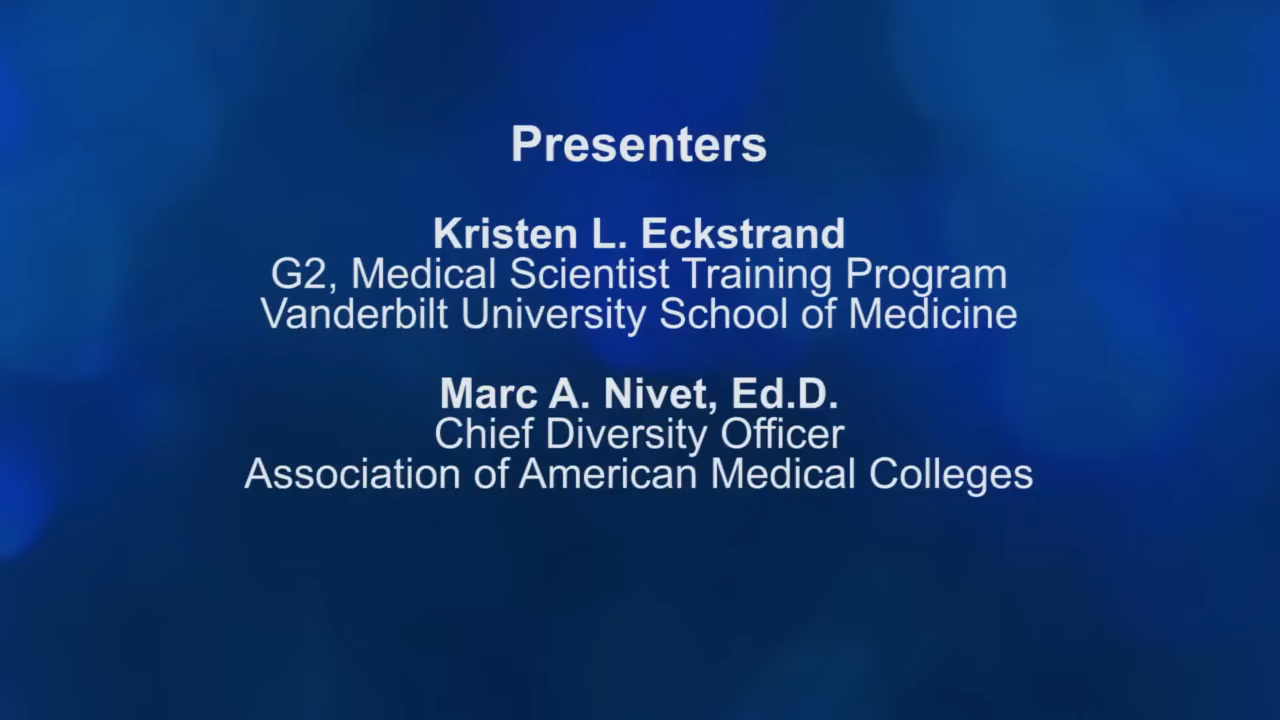 Presenters
Kristen L. Eckstrand
G2, Medical Scientist Training Program
Vanderbilt University School of Medicine
Marc A. Nivet, Ed.D.
Chief Diversity Officer
Association of American Medical Colleges